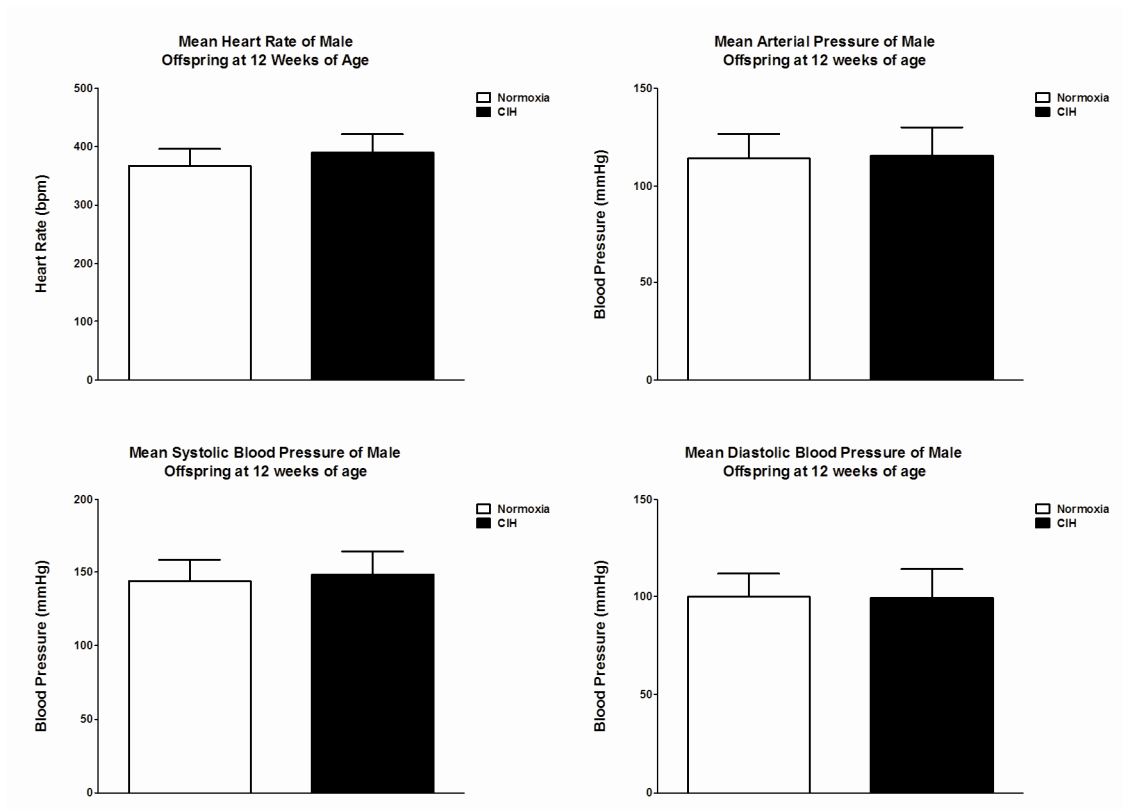 Mean Heart Rate of Male
Offspring at 12 Weeks of Age
500
400
300
200
100
0
Heart Rate (bpm)
Normoxia
CIH
Mean Arterial Pressure of Male
Offspring at 12 weeks of age
150
100
50
0
Blood Pressure (mmHg)
Normoxia
CIH
Mean Systolic Blood Pressure of Male
Offspring at 12 weeks of age
200
150
100
50
0
Blood Pressure (mmHg)
Normoxia
CIH
Mean Diastolic Blood Pressure of Male
Offspring at 12 weeks of age
150
100
50
0
Blood Pressure (mmHg)
Normoxia
CIH